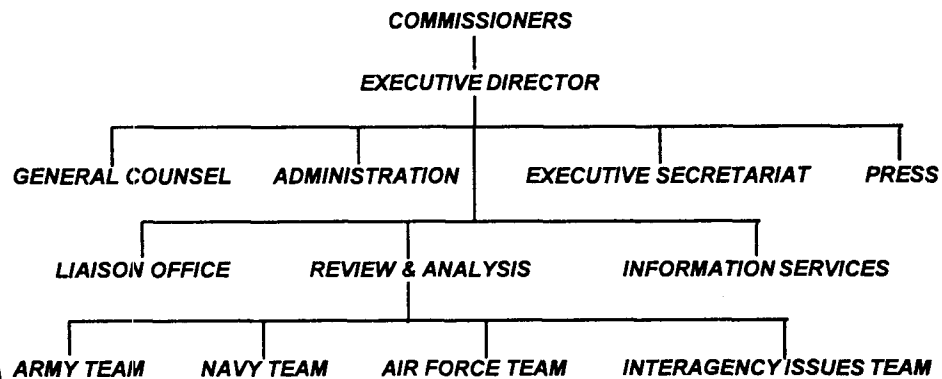 COMMISSIONERS
EXECUTIVE DIRECTOR
GENERAL COUNSEL ADMINISTRATION EXECUTIVE SECRETARIAT PRESS
LIAISON OFFICE REVIEW & ANALYSIS INFORMATION SERVICES
ARMY TEAM NAVY TEAM AIR FORCE TEAM INTERAGENCY ISSUES TEAM